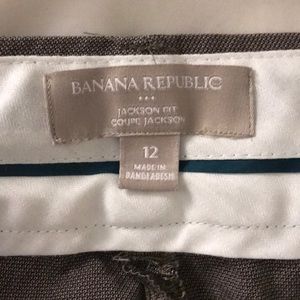 BANANA REPUBLIC
JACKSON FIT
COUPE JACKSON
12
MADE IN
BANGLADESH